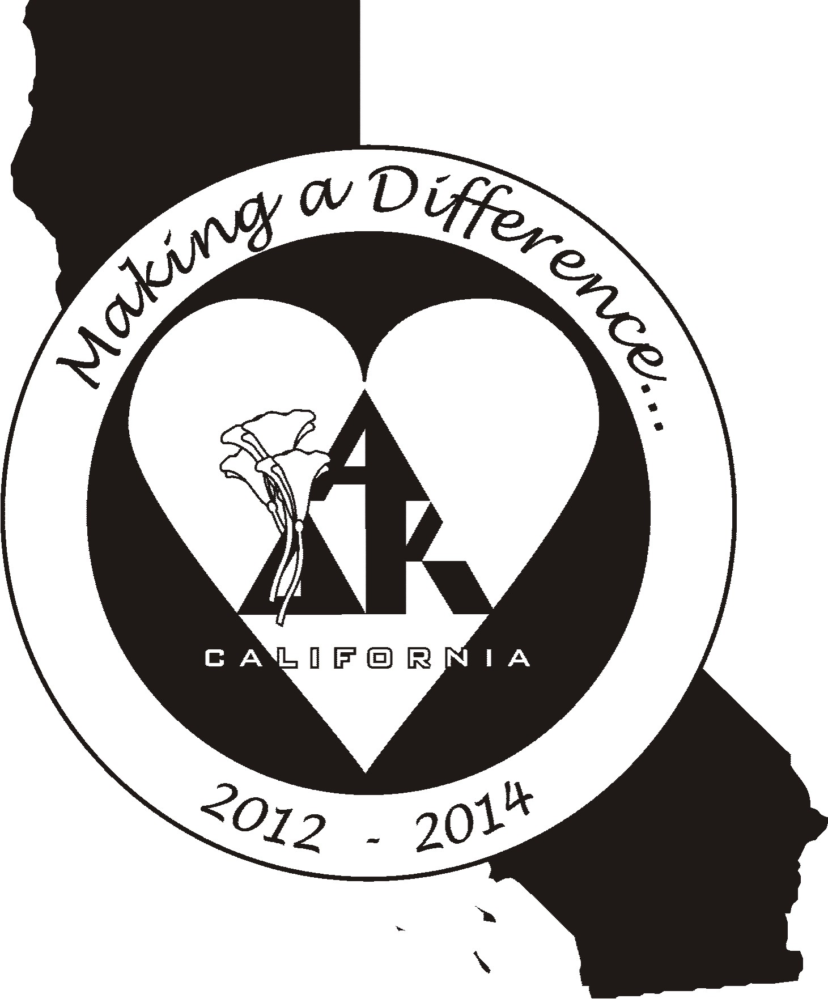 Making a Difference...
CALIFORNIA
2012 - 2014